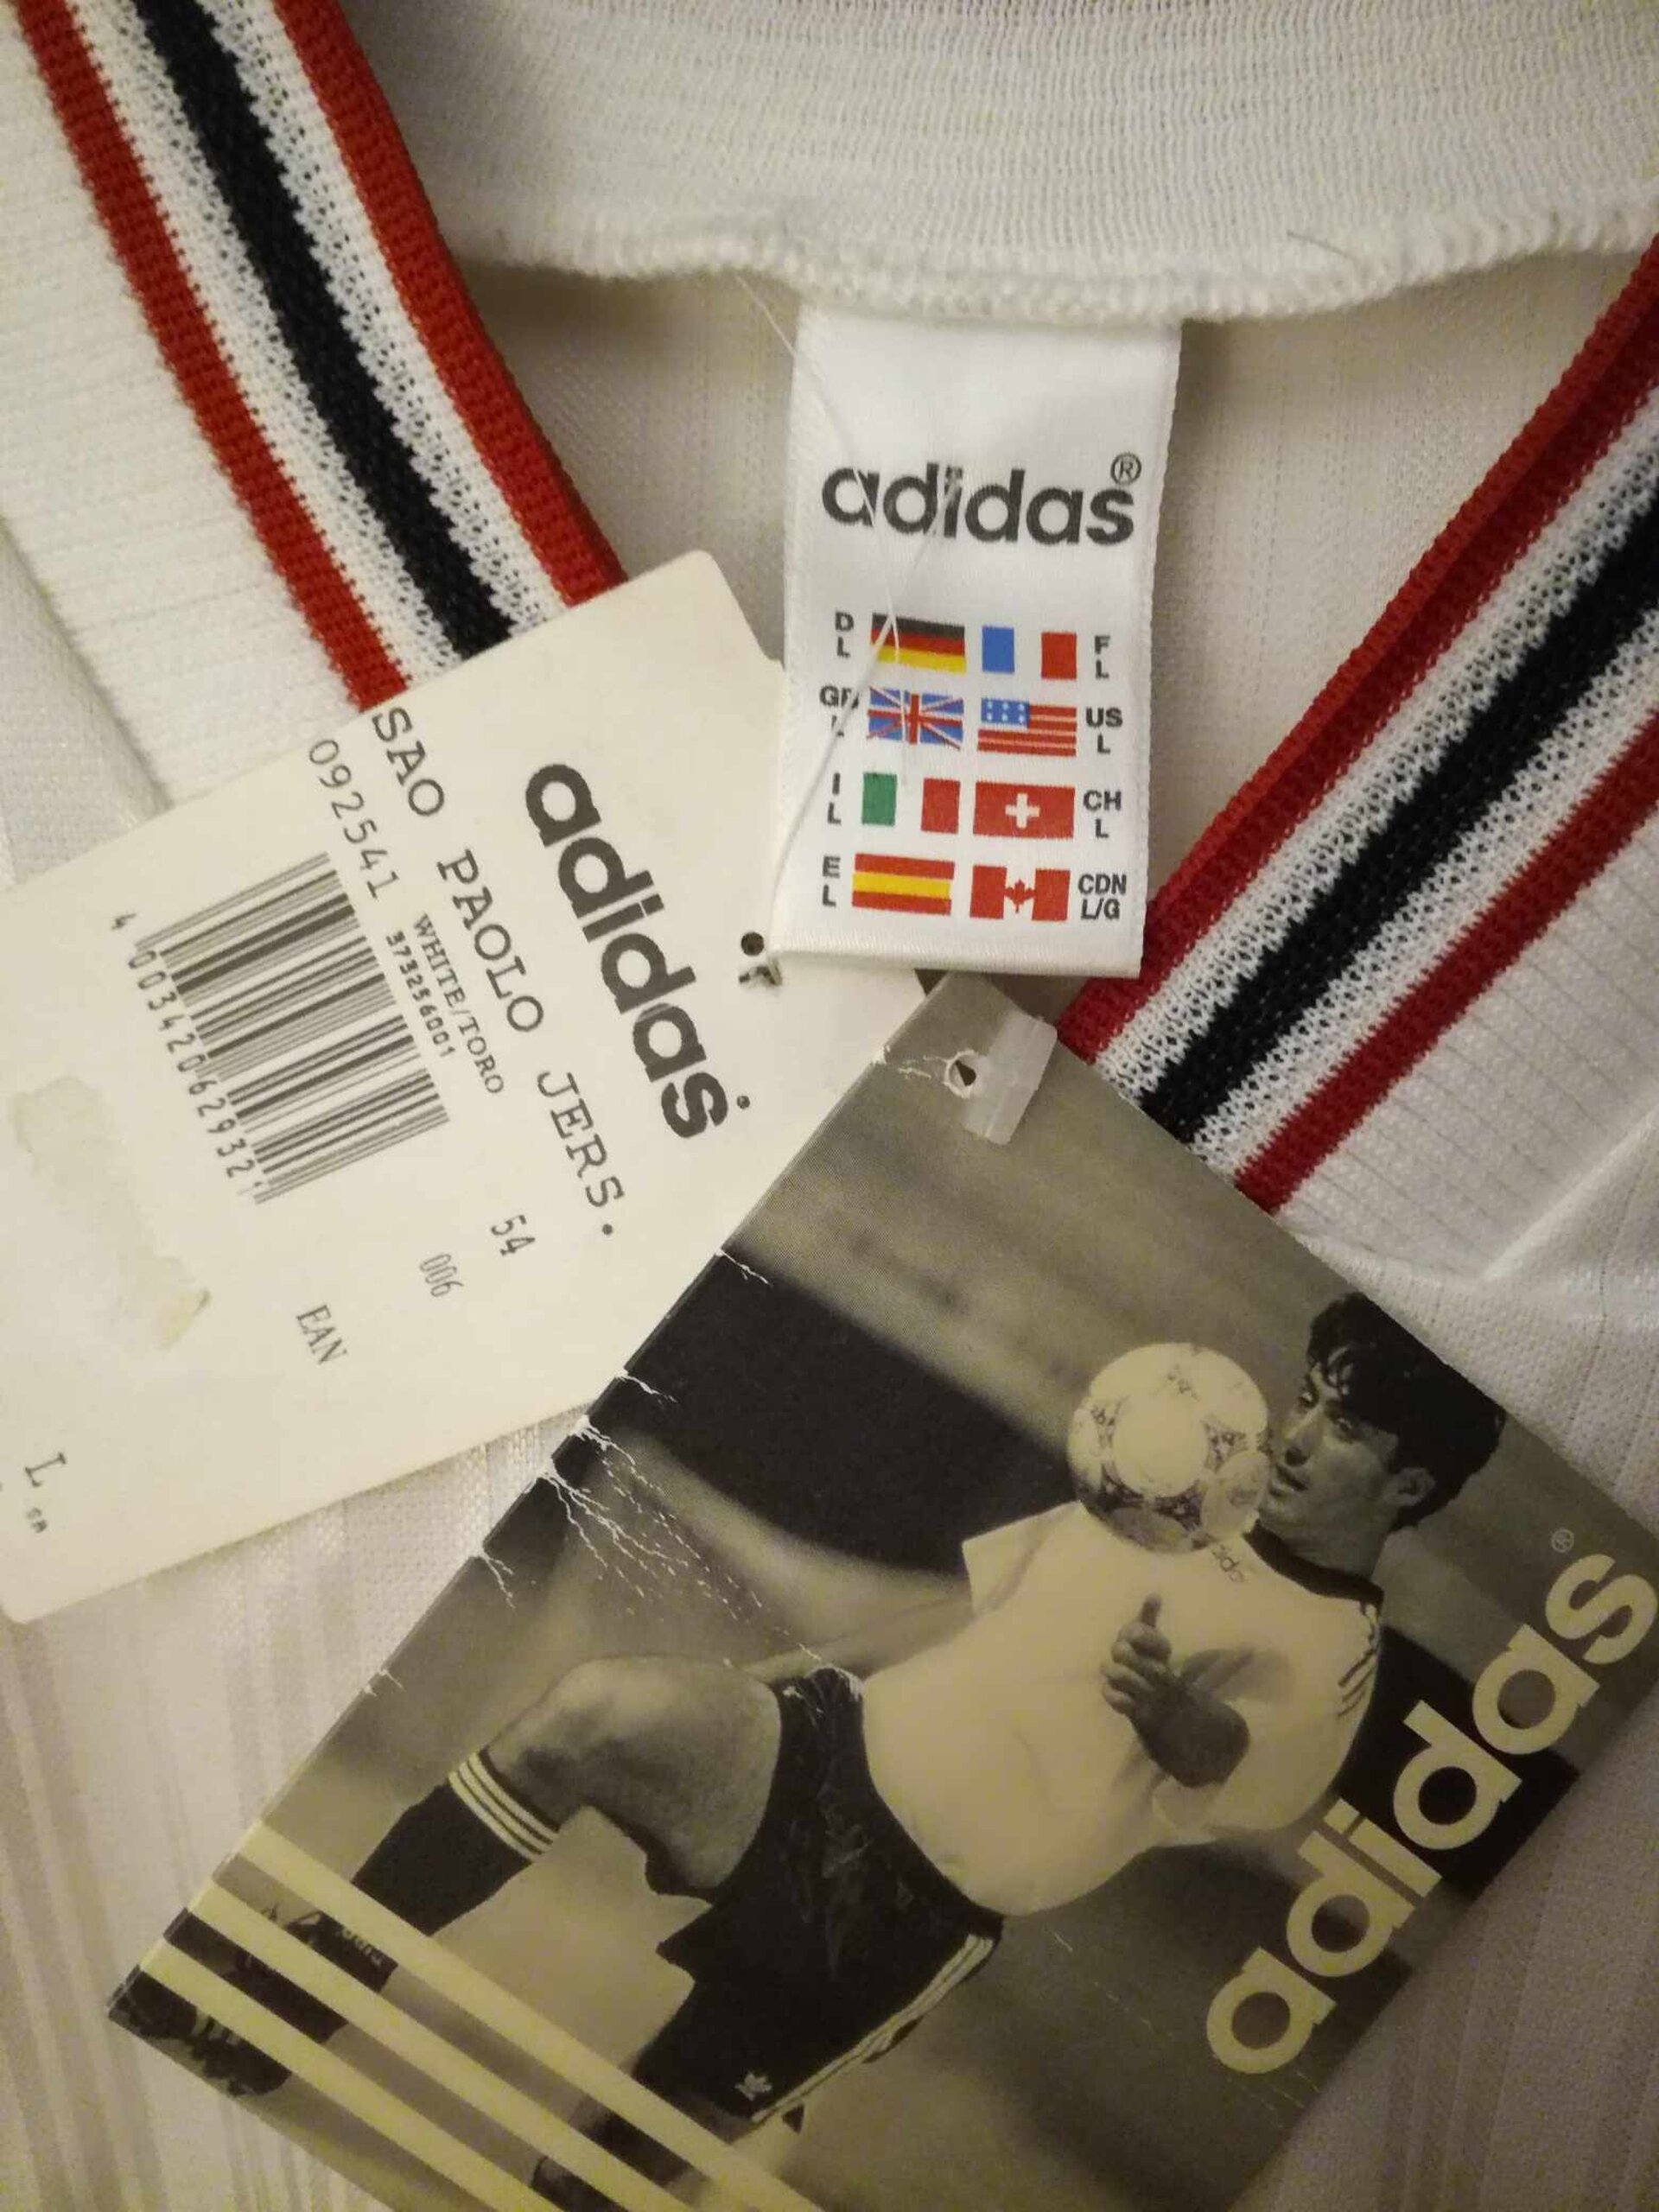 adidas®
D
L
F
L
GB
L
US
L
I
L
CH
L
E
L
CDN
L/G
adidas
SAO PAOLO JERS.
WHITE/TORO 54
092541 373256001 006
4 003420 629321
EAN
L
adidas®